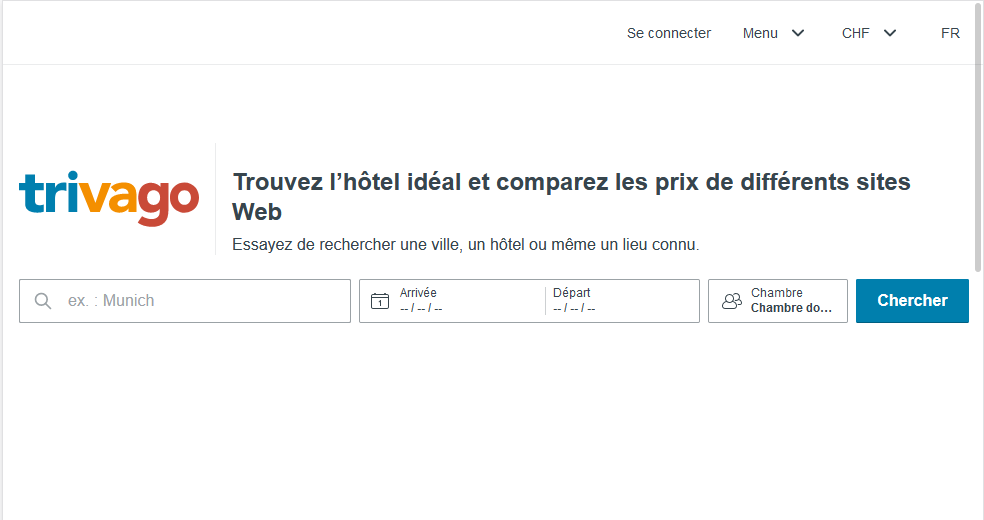 Se connecter Menu CHF FR
trivago
Trouvez l’hôtel idéal et comparez les prix de différents sites
Web
Essayez de rechercher une ville, un hôtel ou même un lieu connu.
ex. : Munich
1
Arrivée
-- / -- / --
Départ
-- / -- / --
Chambre
Chambre do...
Chercher